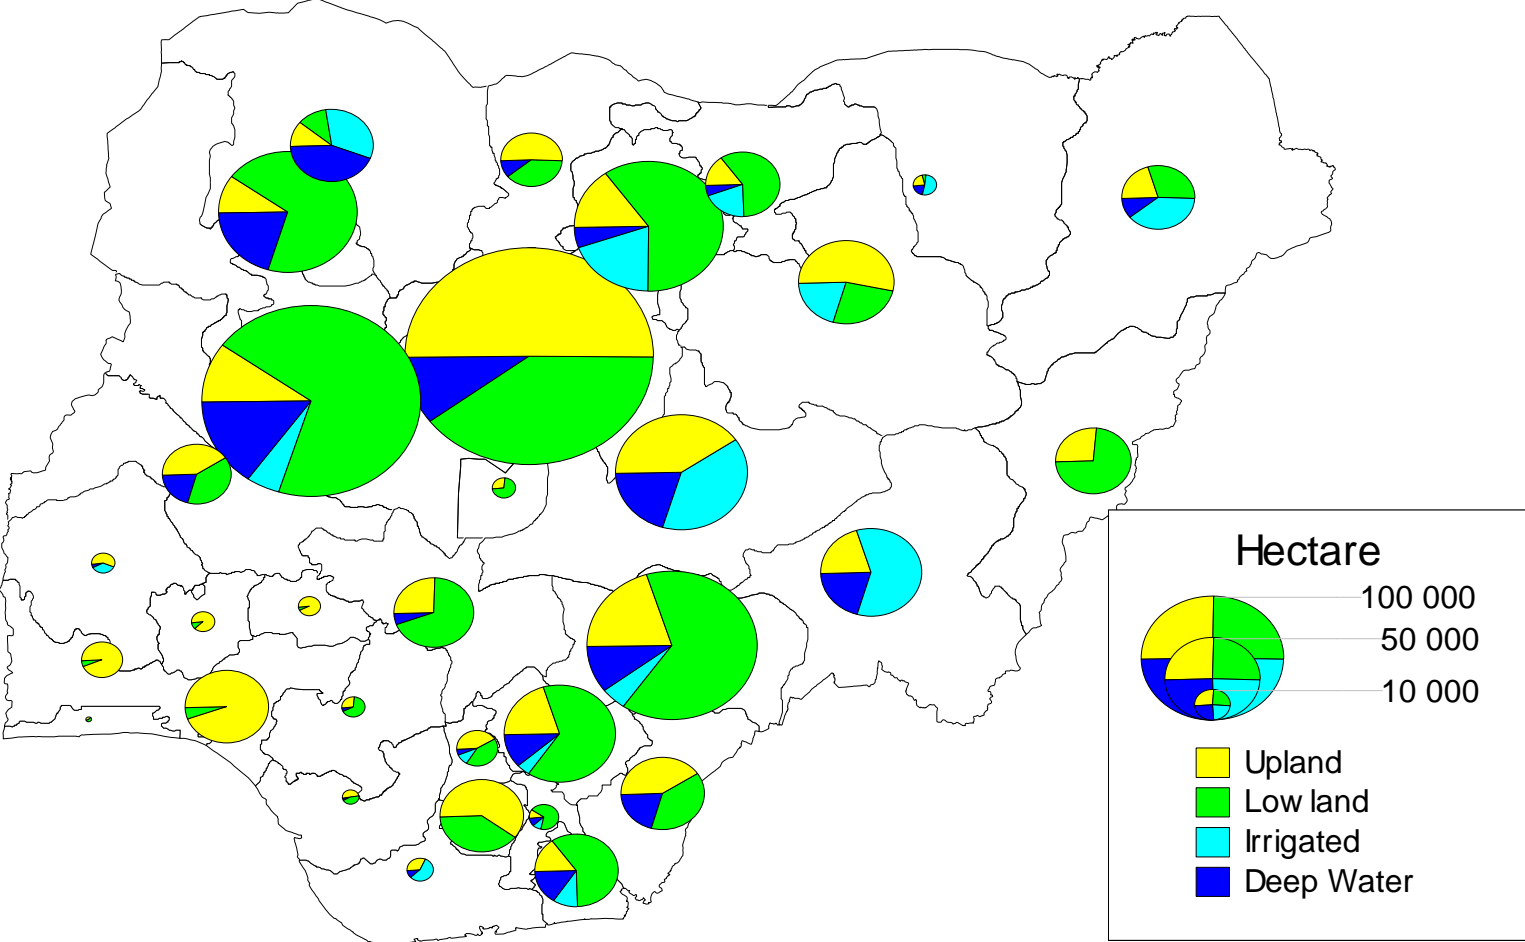 Hectare
100 000
50 000
10 000
Upland
Low land
Irrigated
Deep Water